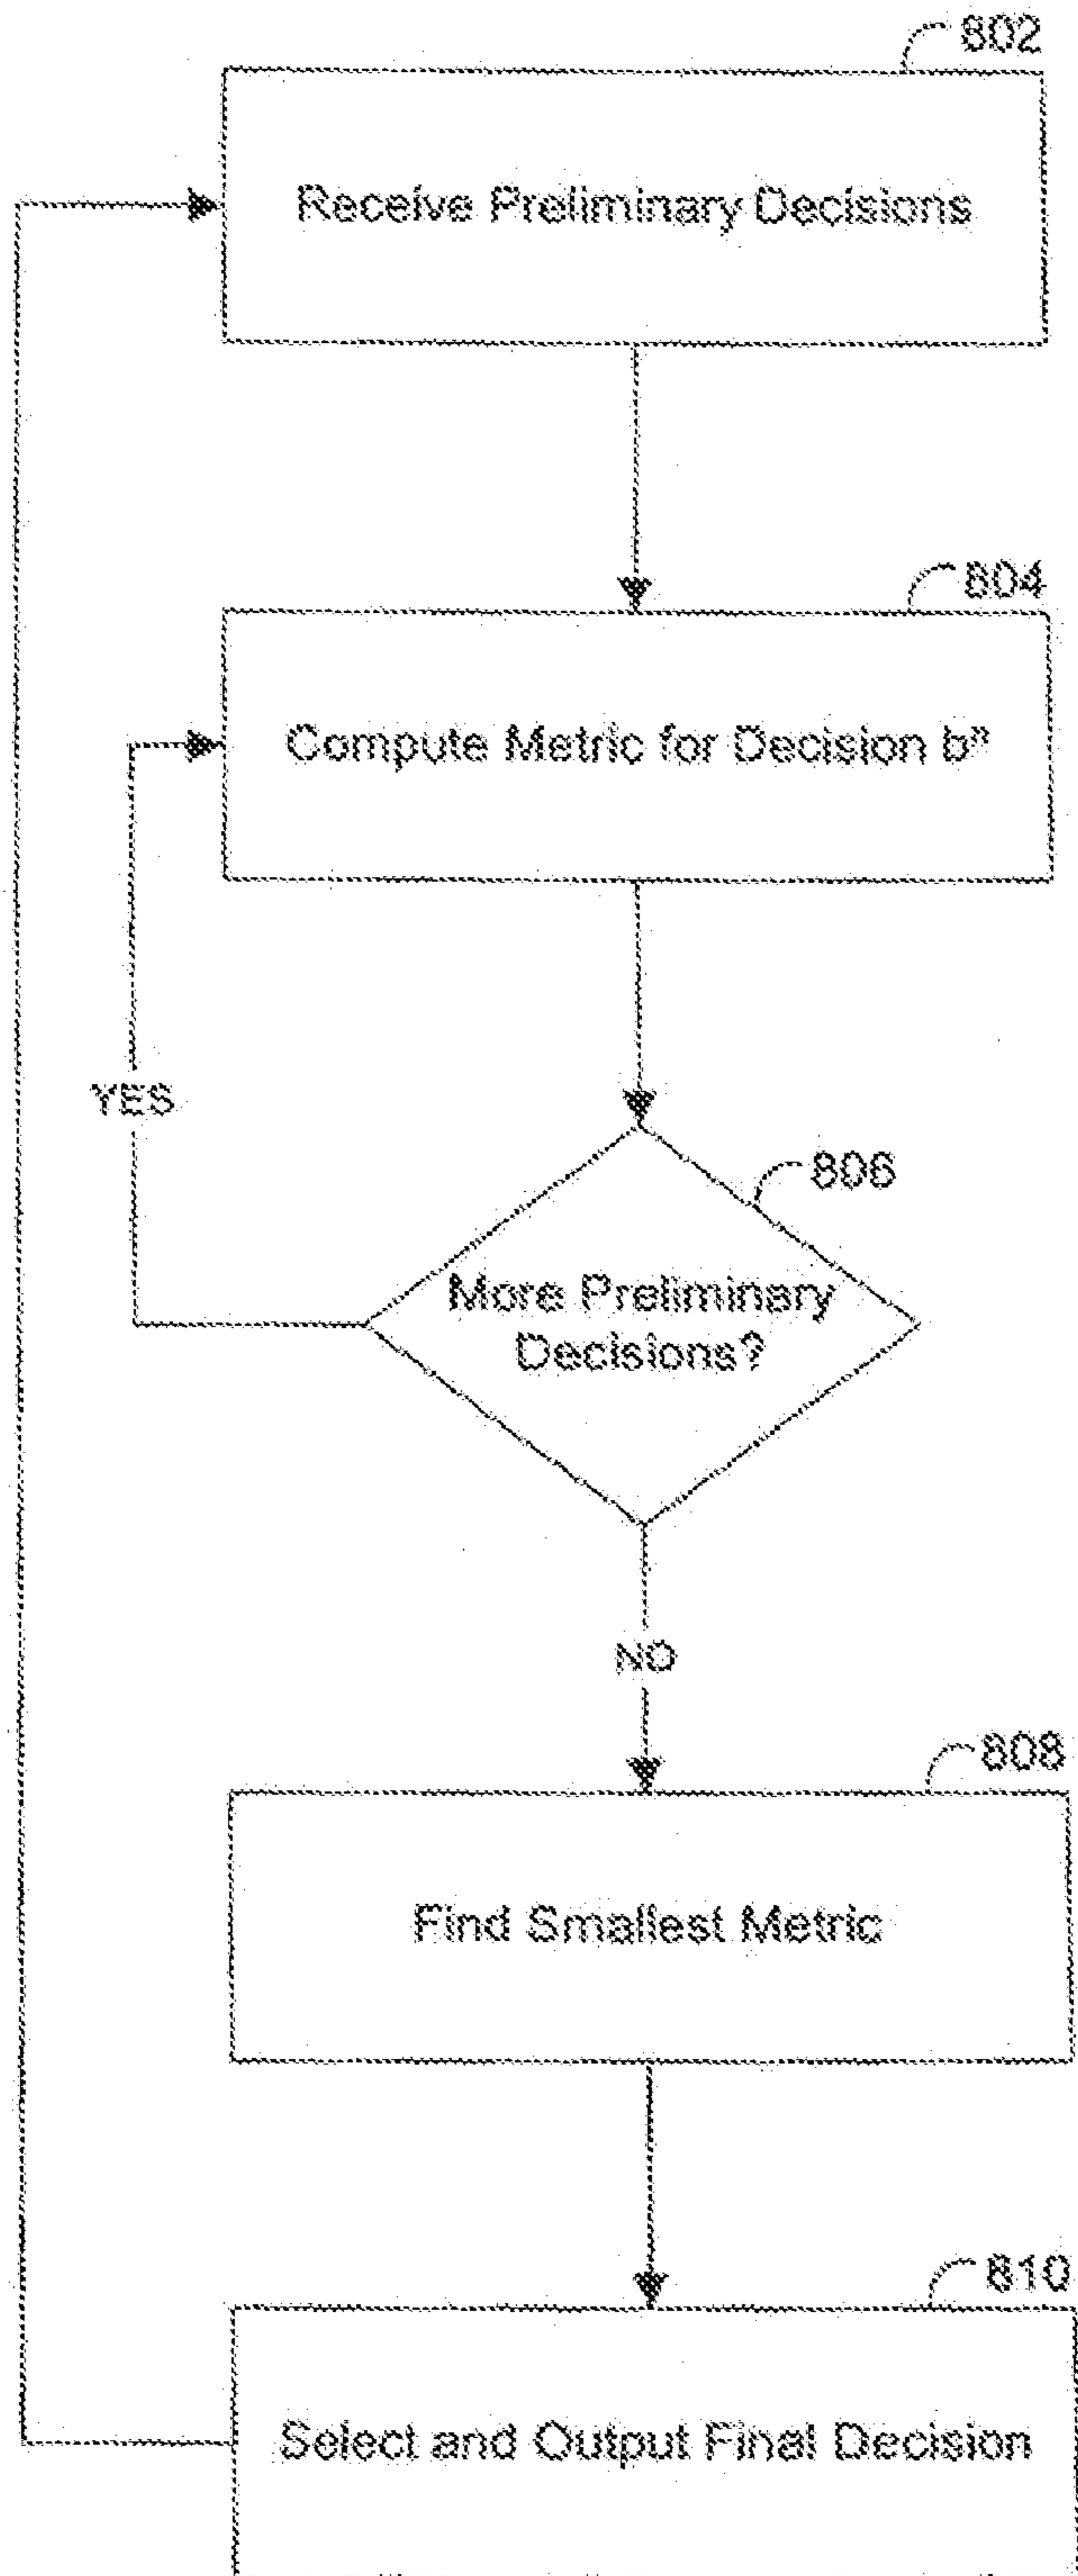 802
Receive Preliminary Decisions
804
Compute Metric for Decision bⁿ
YES
806
More Preliminary
Decisions?
NO
808
Find Smallest Metric
810
Select and Output Final Decision